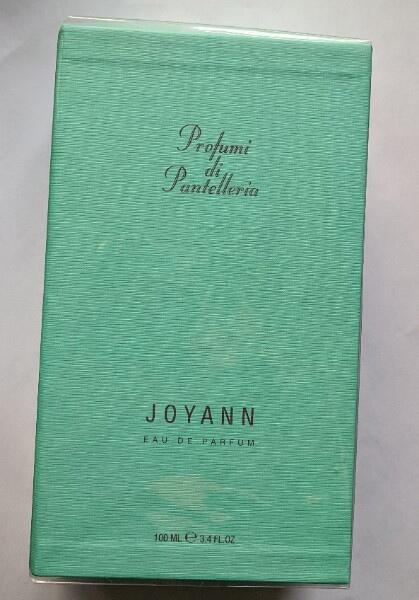 Profumi
di
Pantelleria
JOYANN
EAU DE PARFUM
100 ML ℮ 3.4 FL.OZ